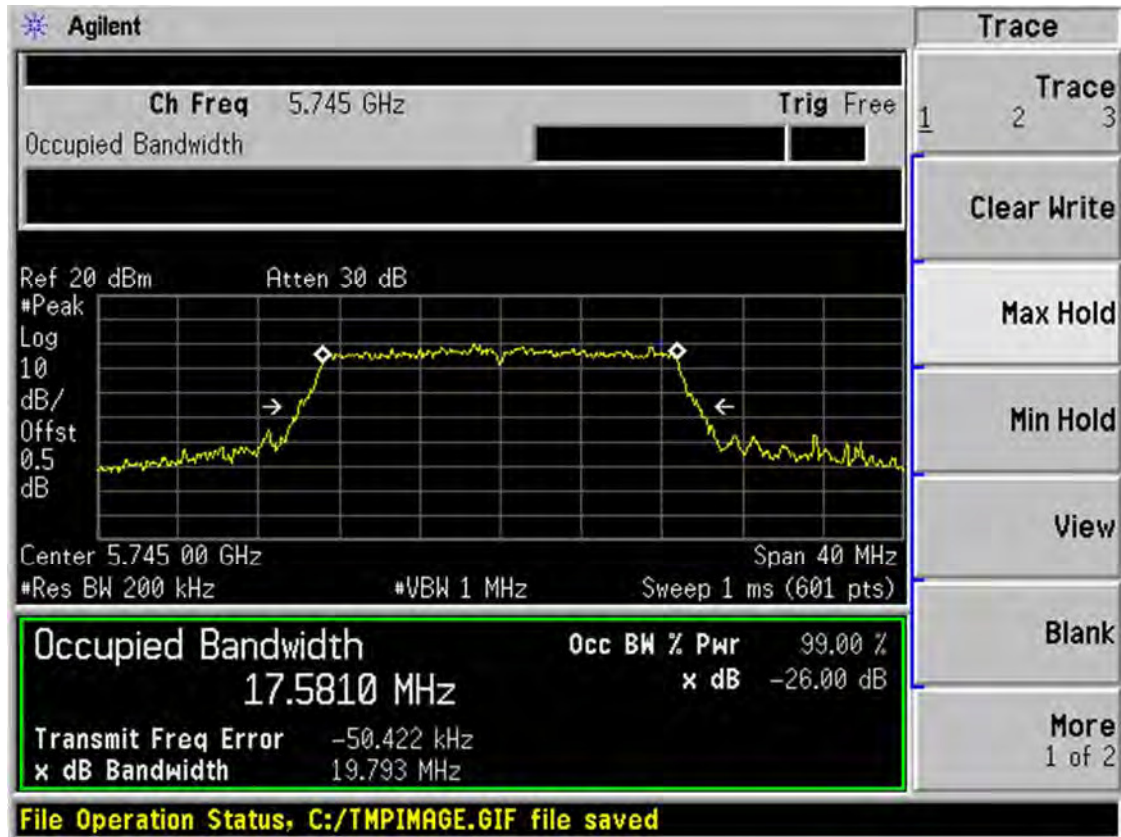 Agilent
Trace
Ch Freq 5.745 GHz Trig Free
Occupied Bandwidth
Trace
1 2 3
Clear Write
Max Hold
Min Hold
View
Blank
More
1 of 2
Ref 20 dBm Atten 30 dB
#Peak
Log
10
dB/
Offst
0.5
dB
Center 5.745 00 GHz Span 40 MHz
#Res BW 200 kHz #VBW 1 MHz Sweep 1 ms (601 pts)
Occupied Bandwidth Occ BW % Pwr 99.00 %
17.5810 MHz x dB -26.00 dB
Transmit Freq Error -50.422 kHz
x dB Bandwidth 19.793 MHz
File Operation Status, C:/TMPIMAGE.GIF file saved